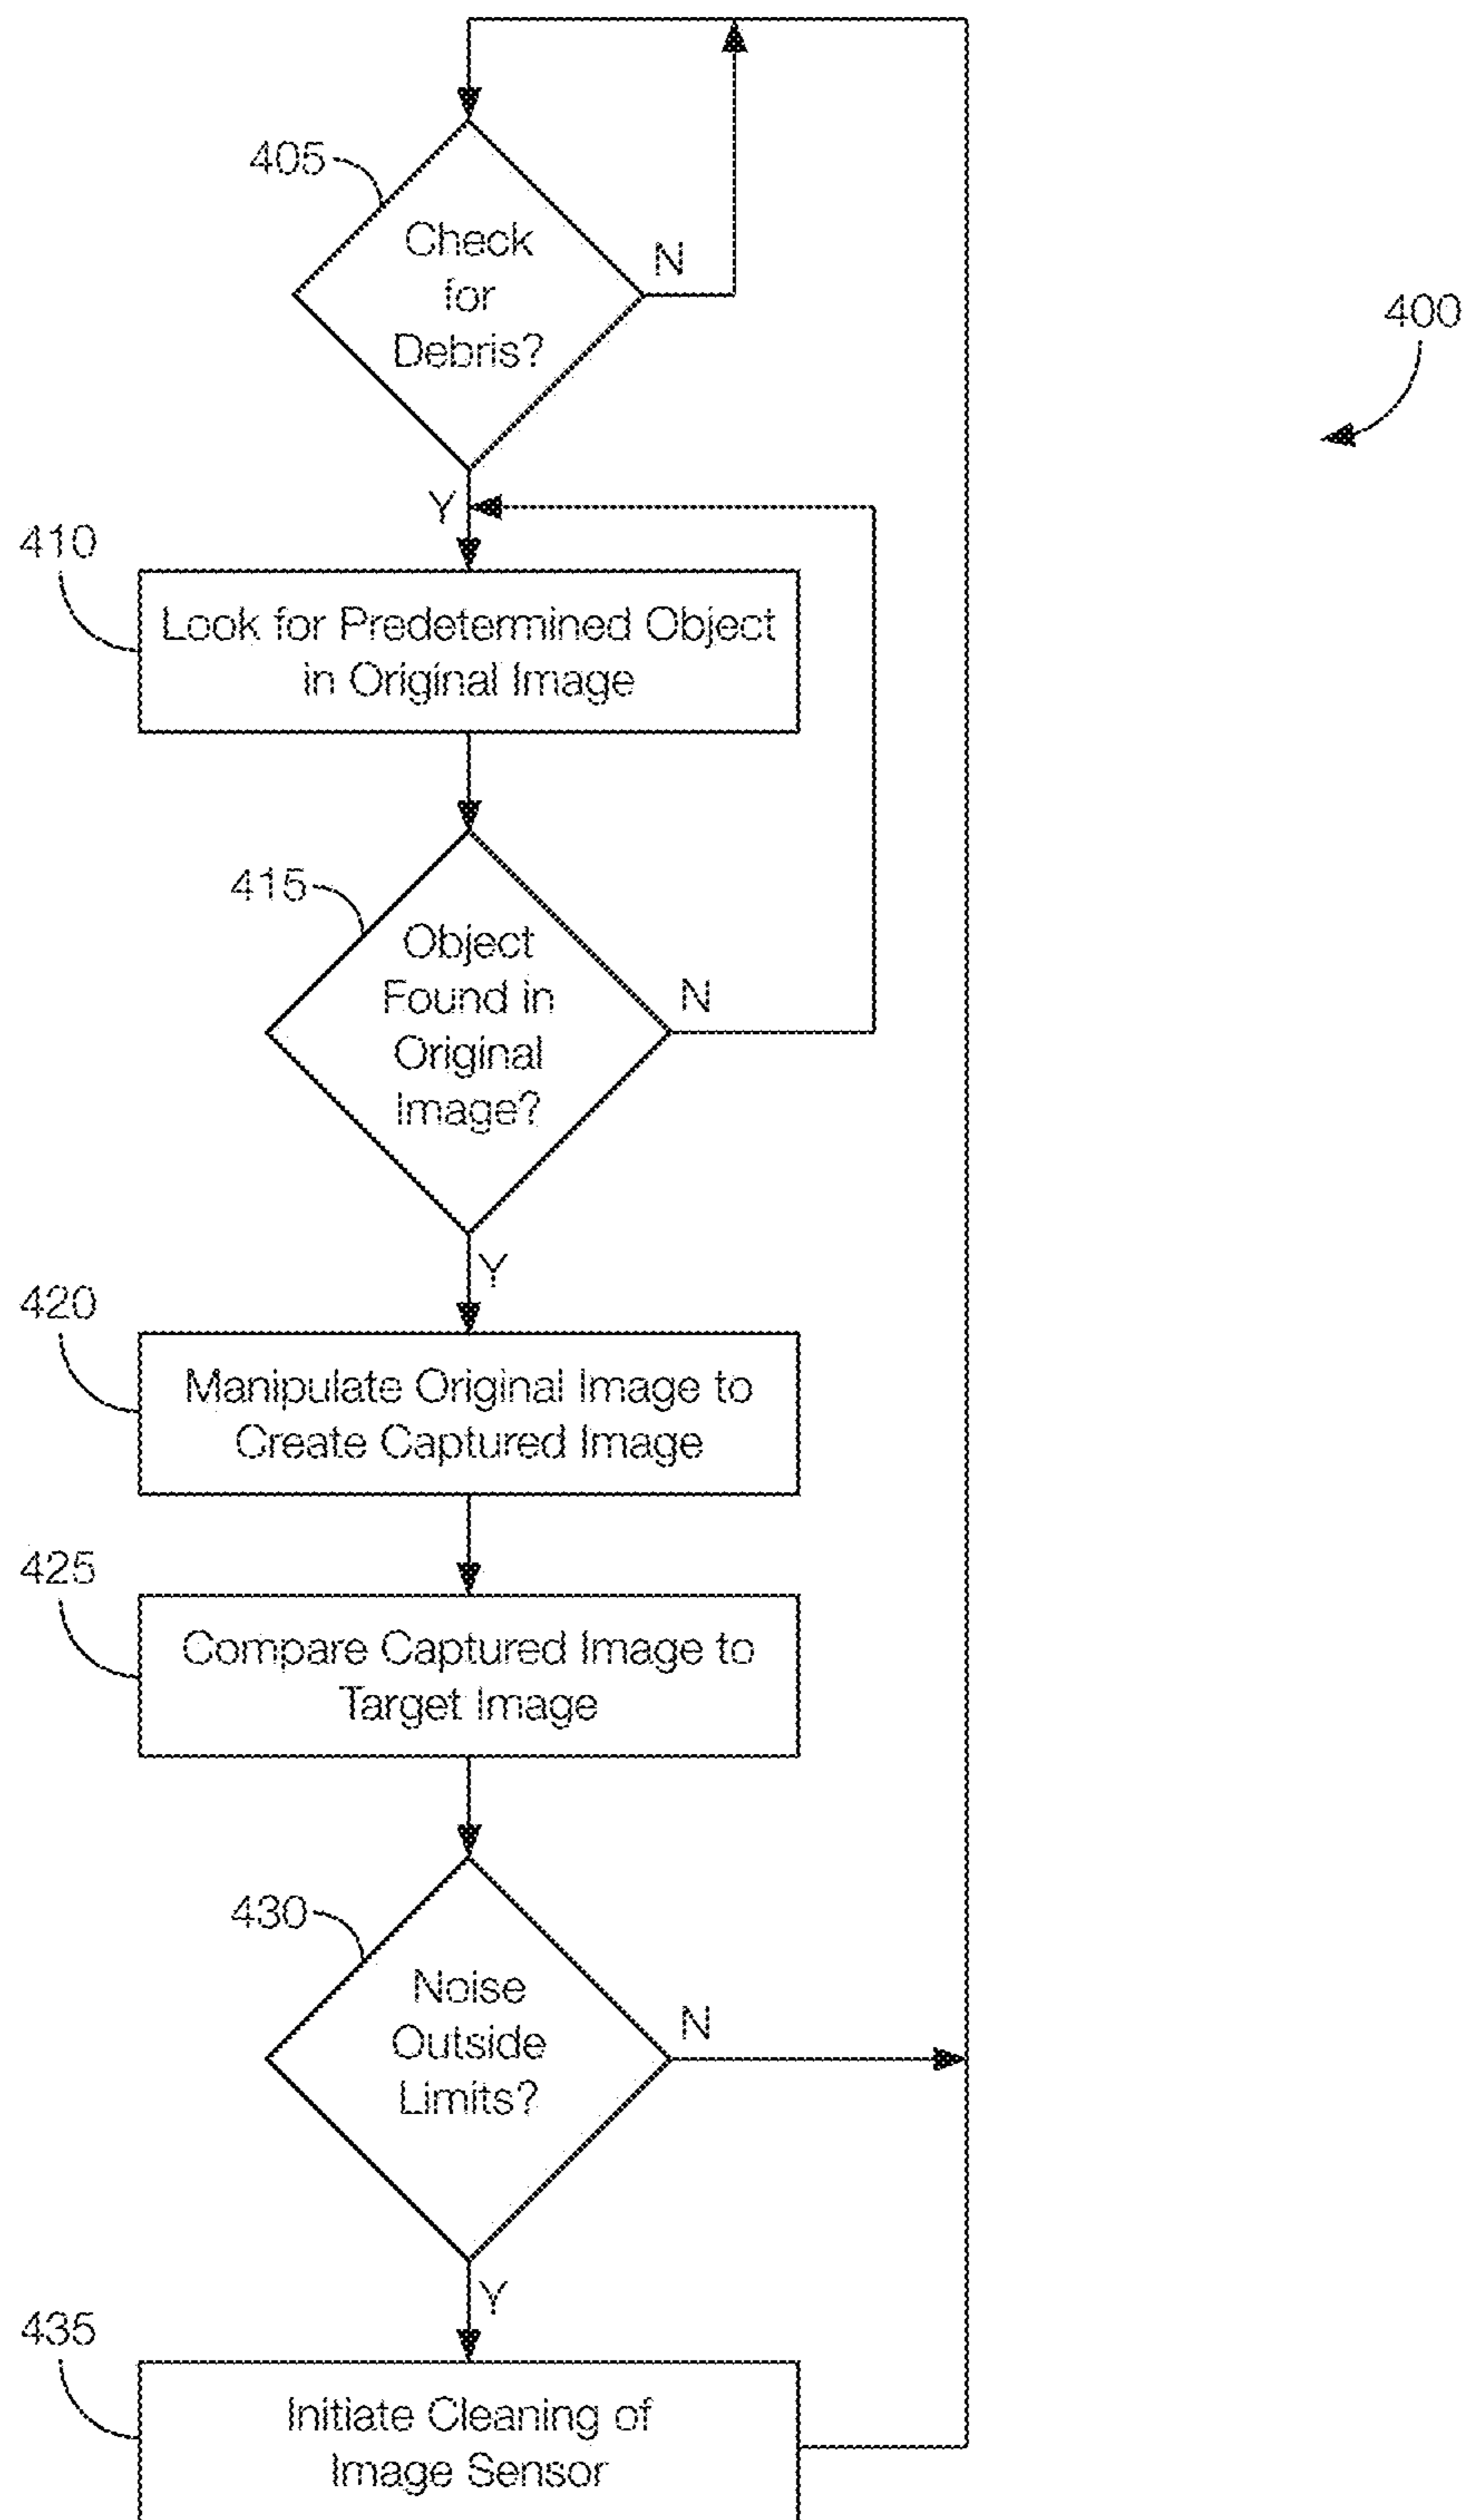 405
Check
for
Debris?
N
400
Y
410
Look for Predetermined Object
in Original Image
415
Object
Found in
Original
Image?
N
Y
420
Manipulate Original Image to
Create Captured Image
425
Compare Captured Image to
Target Image
430
Noise
Outside
Limits?
N
Y
435
Initiate Cleaning of
Image Sensor